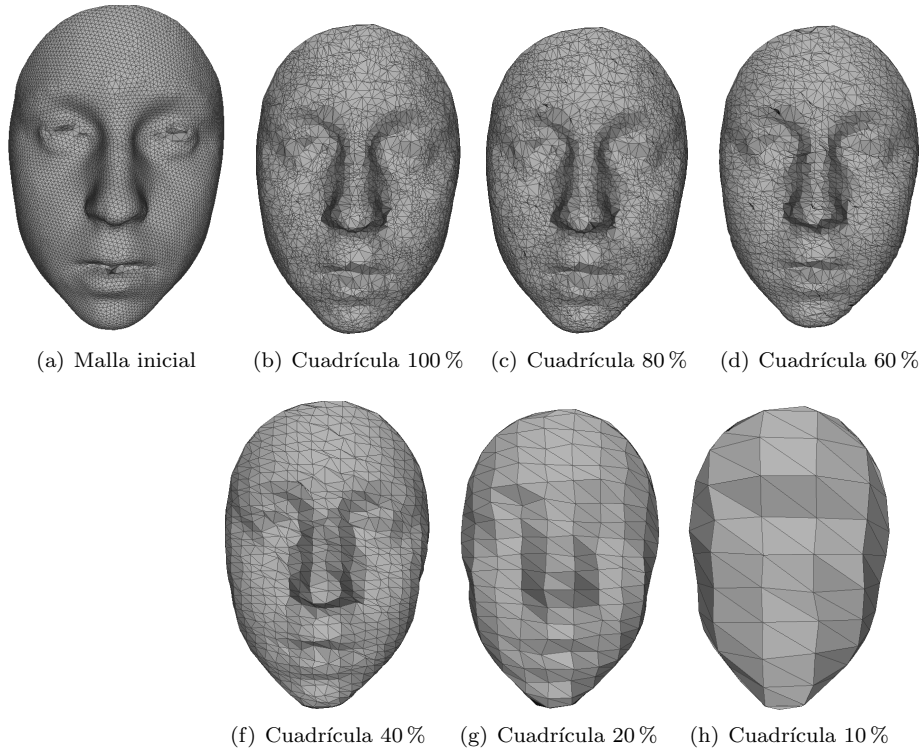 (a) Malla inicial
(b) Cuadrícula 100 %
(c) Cuadrícula 80 %
(d) Cuadrícula 60 %
(f) Cuadrícula 40 %
(g) Cuadrícula 20 %
(h) Cuadrícula 10 %